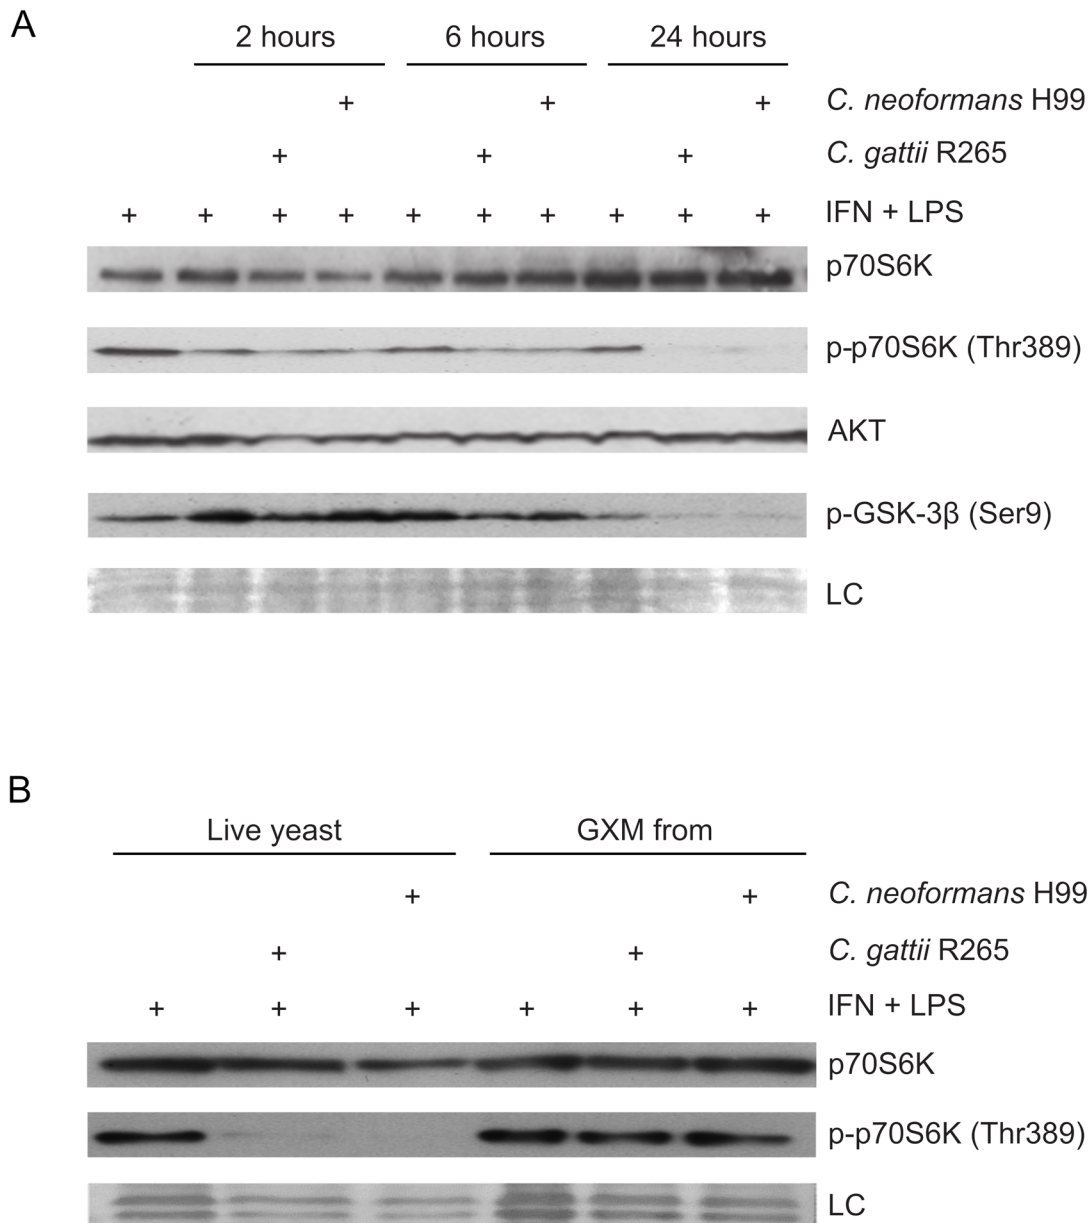 A
2 hours 6 hours 24 hours
+ + + C. neoformans H99
+ + + C. gattii R265
+ + + + + + + + + + IFN + LPS
p70S6K
p-p70S6K (Thr389)
AKT
p-GSK-3β (Ser9)
LC
B
Live yeast GXM from
+ + C. neoformans H99
+ + C. gattii R265
+ + + + + + IFN + LPS
p70S6K
p-p70S6K (Thr389)
LC